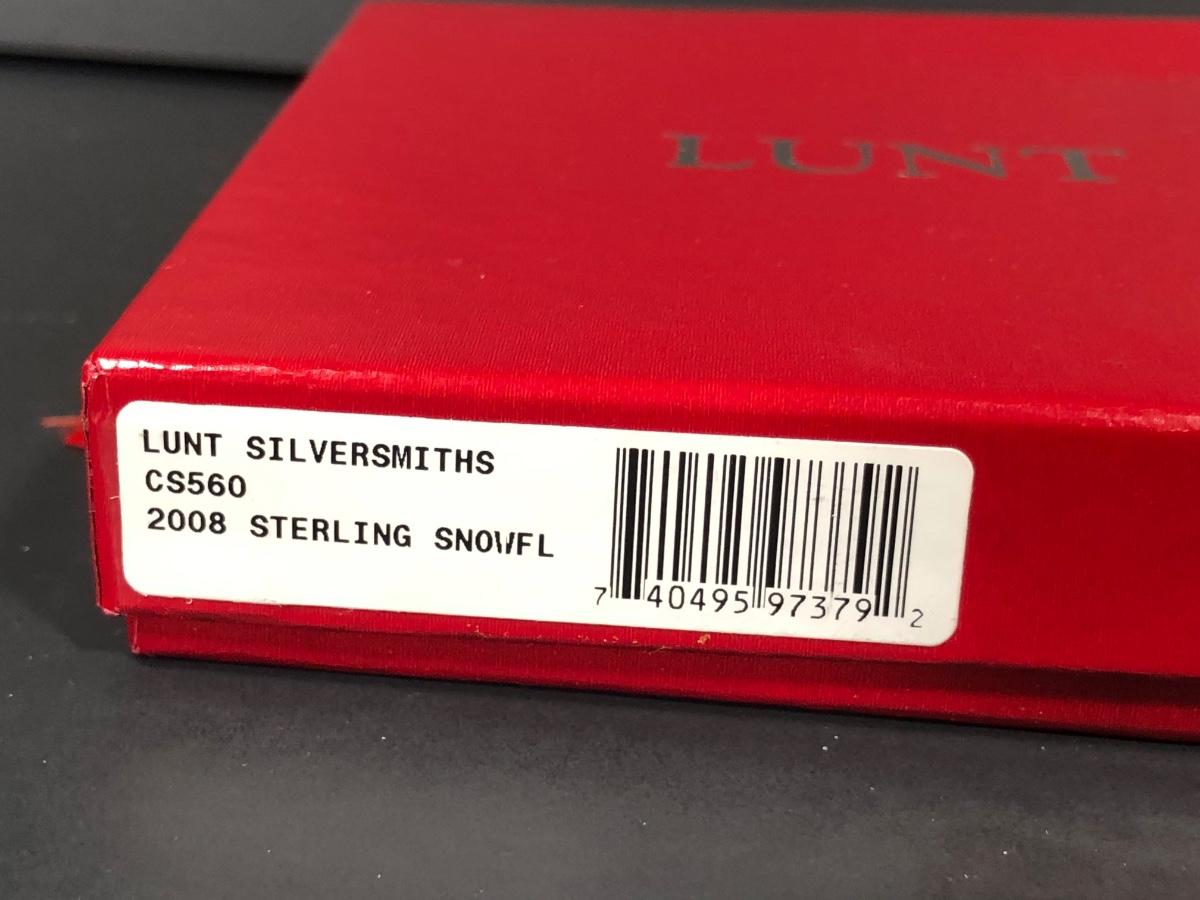 LUNT
LUNT SILVERSMITHS
CS560
2008 STERLING SNOWFL
7 40495 97379 2